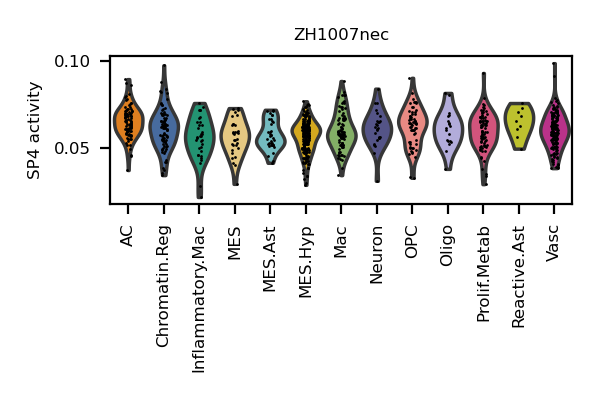 ZH1007nec
SP4 activity
0.10
0.05
AC
Chromatin.Reg
Inflammatory.Mac
MES
MES.Ast
MES.Hyp
Mac
Neuron
OPC
Oligo
Prolif.Metab
Reactive.Ast
Vasc